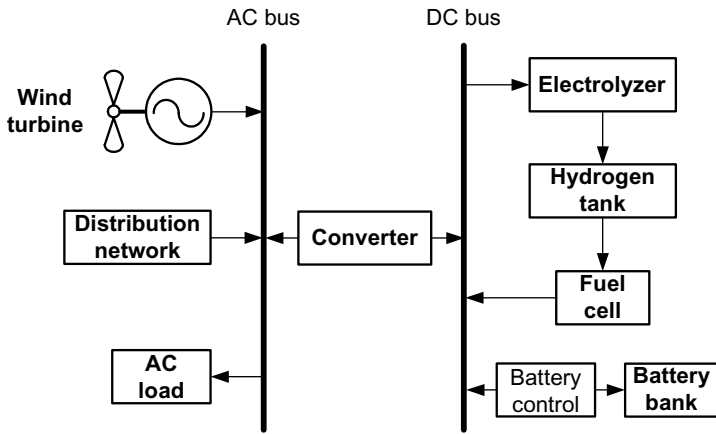 AC bus
DC bus
Wind
turbine
Electrolyzer
Hydrogen
tank
Distribution
network
Converter
Fuel
cell
AC
load
Battery
control
Battery
bank